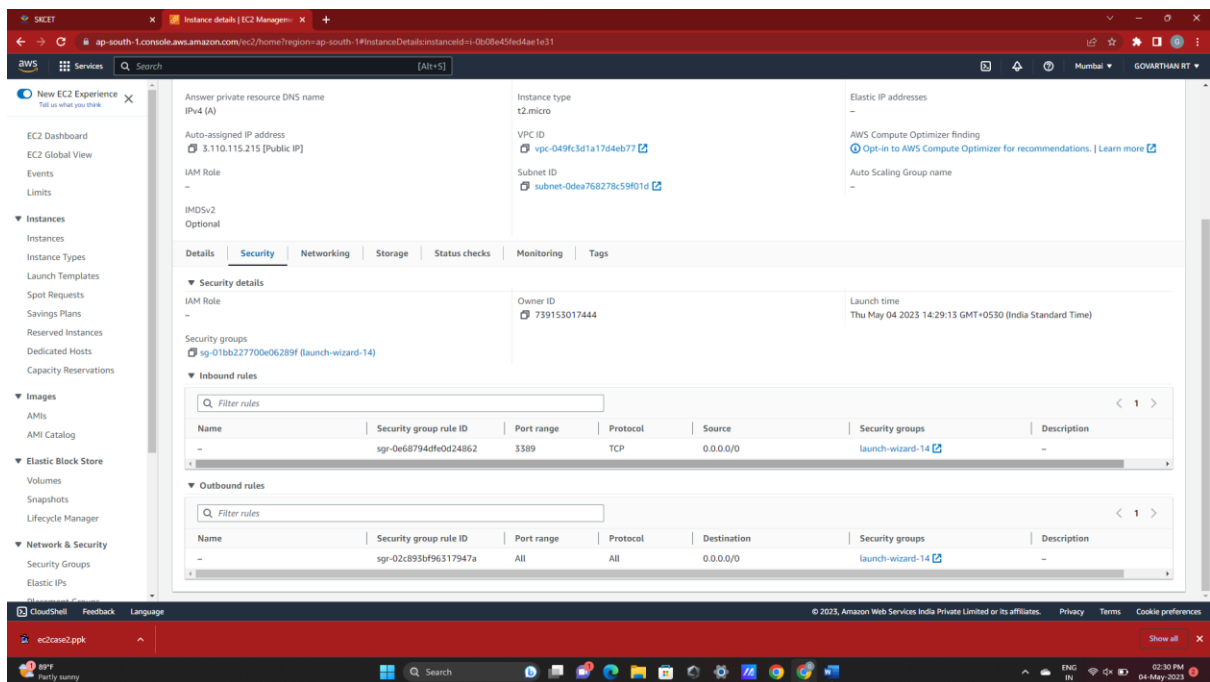 SKCET
Instance details | EC2 Manageme
ap-south-1.console.aws.amazon.com/ec2/home?region=ap-south-1#InstanceDetails:instanceId=i-0b08e45fed4ae1e31
G
aws Services Search [Alt+S] Mumbai GOVARTHAN RT
New EC2 Experience
Tell us what you think
EC2 Dashboard
EC2 Global View
Events
Limits
Instances
Instances
Instance Types
Launch Templates
Spot Requests
Savings Plans
Reserved Instances
Dedicated Hosts
Capacity Reservations
Images
AMIs
AMI Catalog
Elastic Block Store
Volumes
Snapshots
Lifecycle Manager
Network & Security
Security Groups
Elastic IPs
Answer private resource DNS name
IPv4 (A)
Instance type
t2.micro
Elastic IP addresses
–
Auto-assigned IP address
3.110.115.215 [Public IP]
VPC ID
vpc-049fc3d1a17d4eb77
AWS Compute Optimizer finding
Opt-in to AWS Compute Optimizer for recommendations. | Learn more
IAM Role
–
Subnet ID
subnet-0dea768278c59f01d
Auto Scaling Group name
–
IMDSv2
Optional
Details Security Networking Storage Status checks Monitoring Tags
Security details
IAM Role
–
Owner ID
739153017444
Launch time
Thu May 04 2023 14:29:13 GMT+0530 (India Standard Time)
Security groups
sg-01bb227700e06289f (launch-wizard-14)
Inbound rules
Filter rules
1
Name Security group rule ID Port range Protocol Source Security groups Description
– sgr-0e68794dfe0d24862 3389 TCP 0.0.0.0/0 launch-wizard-14 –
Outbound rules
Filter rules
1
Name Security group rule ID Port range Protocol Destination Security groups Description
– sgr-02c893bf96317947a All All 0.0.0.0/0 launch-wizard-14 –
CloudShell Feedback Language © 2023, Amazon Web Services India Private Limited or its affiliates. Privacy Terms Cookie preferences
ec2case2.ppk Show all
1
89°F
Partly sunny
Search
ENG
IN
02:30 PM
04-May-2023